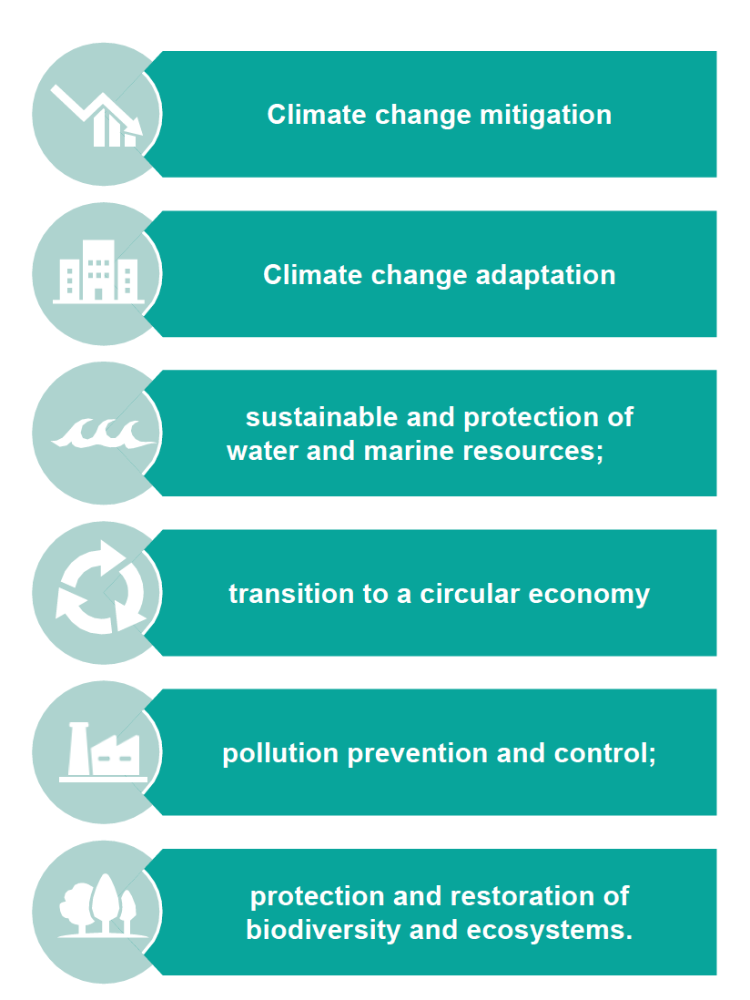 Climate change mitigation
Climate change adaptation
sustainable and protection of
water and marine resources;
transition to a circular economy
pollution prevention and control;
protection and restoration of
biodiversity and ecosystems.